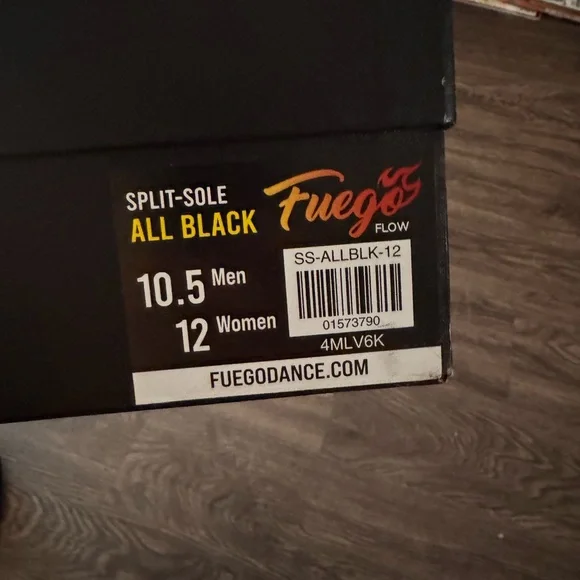 SPLIT-SOLE
ALL BLACK
Fuego
FLOW
10.5 Men
12 Women
SS-ALLBLK-12
01573790
4MLV6K
FUEGODANCE.COM